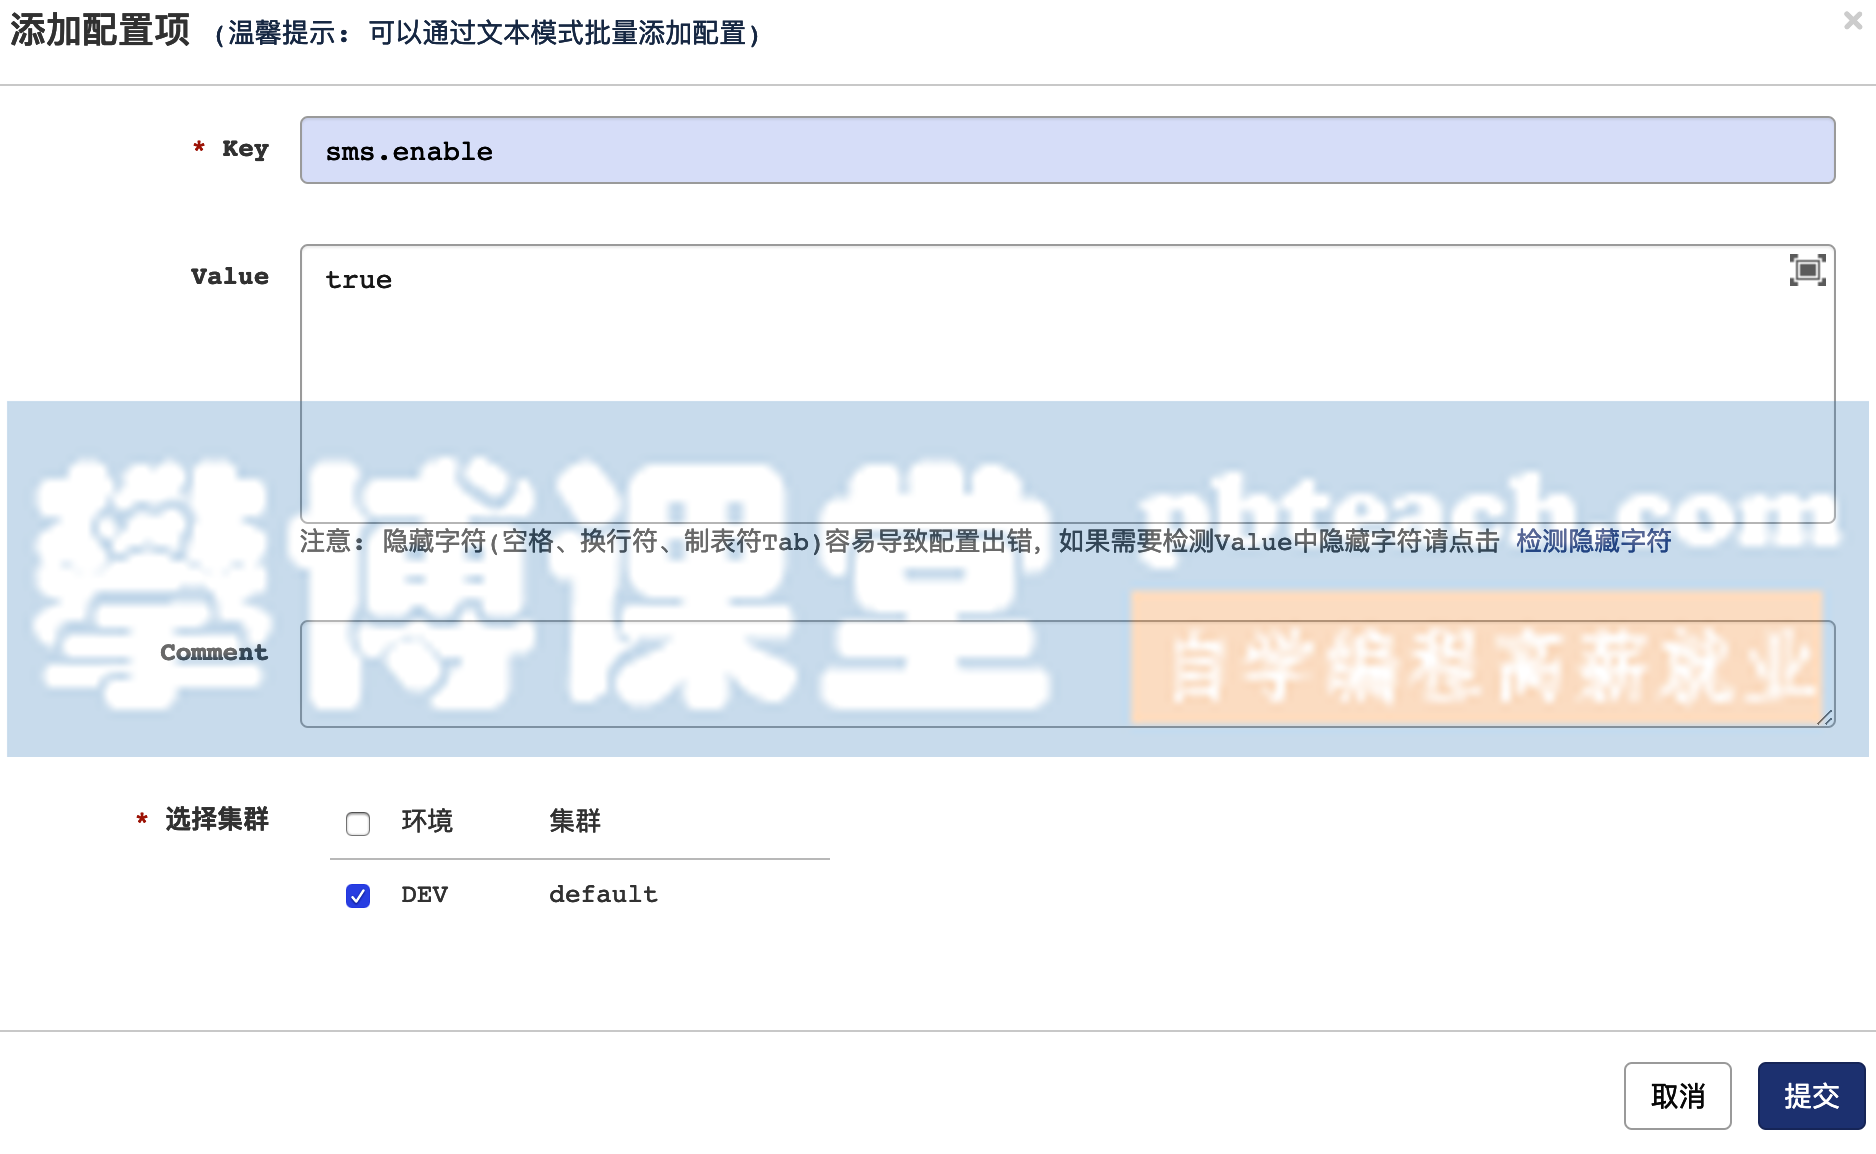 添加配置项 (温馨提示: 可以通过文本模式批量添加配置) ×
* Key sms.enable
Value true
攀博课堂 pbteach.com
注意: 隐藏字符(空格、换行符、制表符Tab)容易导致配置出错, 如果需要检测Value中隐藏字符请点击 检测隐藏字符
自学编程高薪就业
Comment
* 选择集群 环境 集群
DEV default
取消 提交